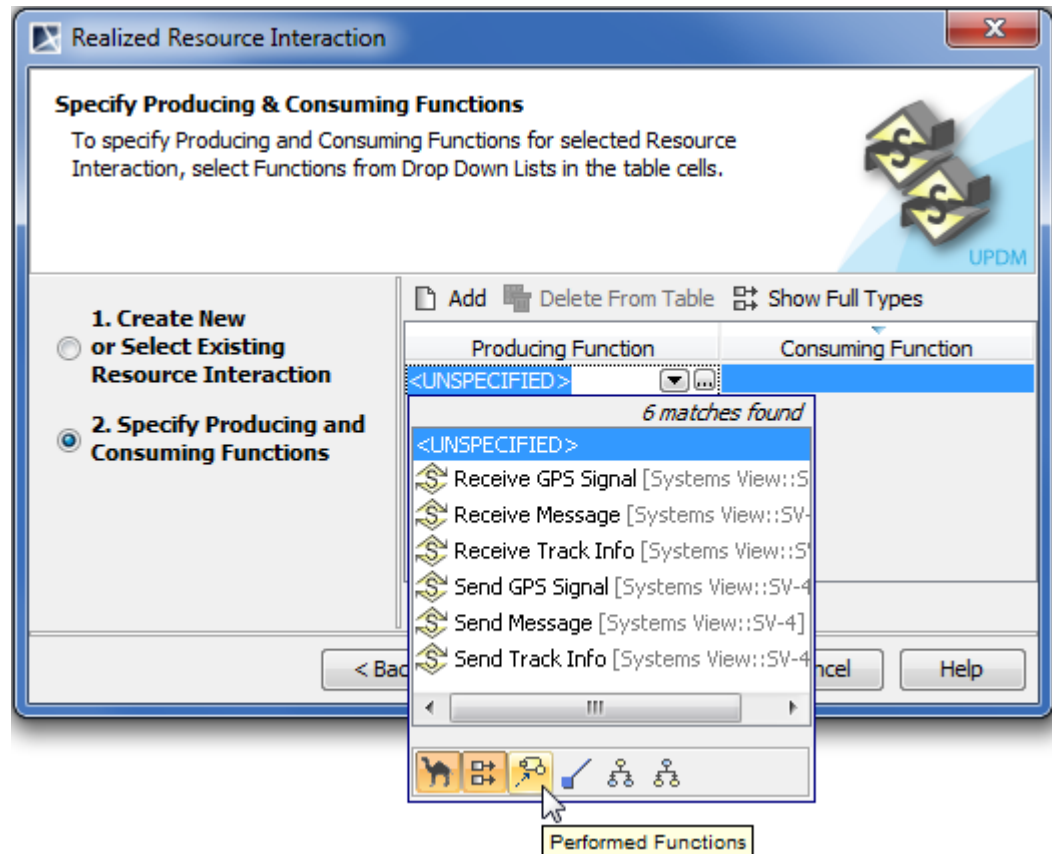 Realized Resource Interaction
Specify Producing & Consuming Functions
To specify Producing and Consuming Functions for selected Resource
Interaction, select Functions from Drop Down Lists in the table cells.
UPDM
1. Create New
or Select Existing
Resource Interaction
2. Specify Producing and
Consuming Functions
Add Delete From Table Show Full Types
Producing Function Consuming Function
<UNSPECIFIED>
6 matches found
<UNSPECIFIED>
Receive GPS Signal [Systems View::S
Receive Message [Systems View::SV-
Receive Track Info [Systems View::S
Send GPS Signal [Systems View::SV-4
Send Message [Systems View::SV-4]
Send Track Info [Systems View::SV-4
< Bac ncel Help
Performed Functions